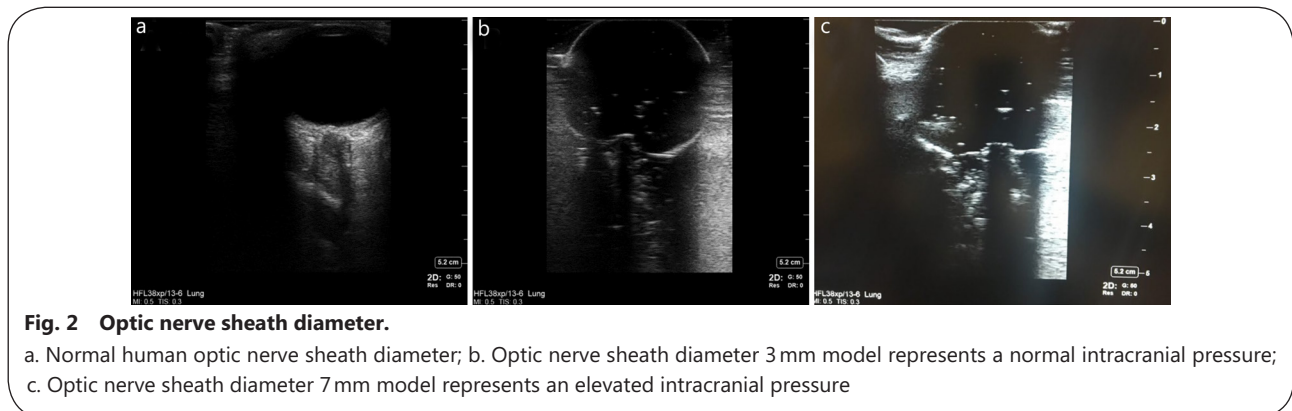 a
b
c
0
-1
-2
-3
-4
-5
5.2 cm
5.2 cm
5.2 cm
2D: G: 50
Res DR: 0
2D: G: 50
Res DR: 0
2D: G: 60
Res DR: 0
HFL38xp/13-6 Lung
MI: 0.5 TIS: 0.3
HFL38xp/13-6 Lung
MI: 0.5 TIS: 0.3
HFL38xp/13-6 Lung
MI: 0.5 TIS: 0.3
Fig. 2 Optic nerve sheath diameter.
a. Normal human optic nerve sheath diameter; b. Optic nerve sheath diameter 3 mm model represents a normal intracranial pressure;
c. Optic nerve sheath diameter 7 mm model represents an elevated intracranial pressure